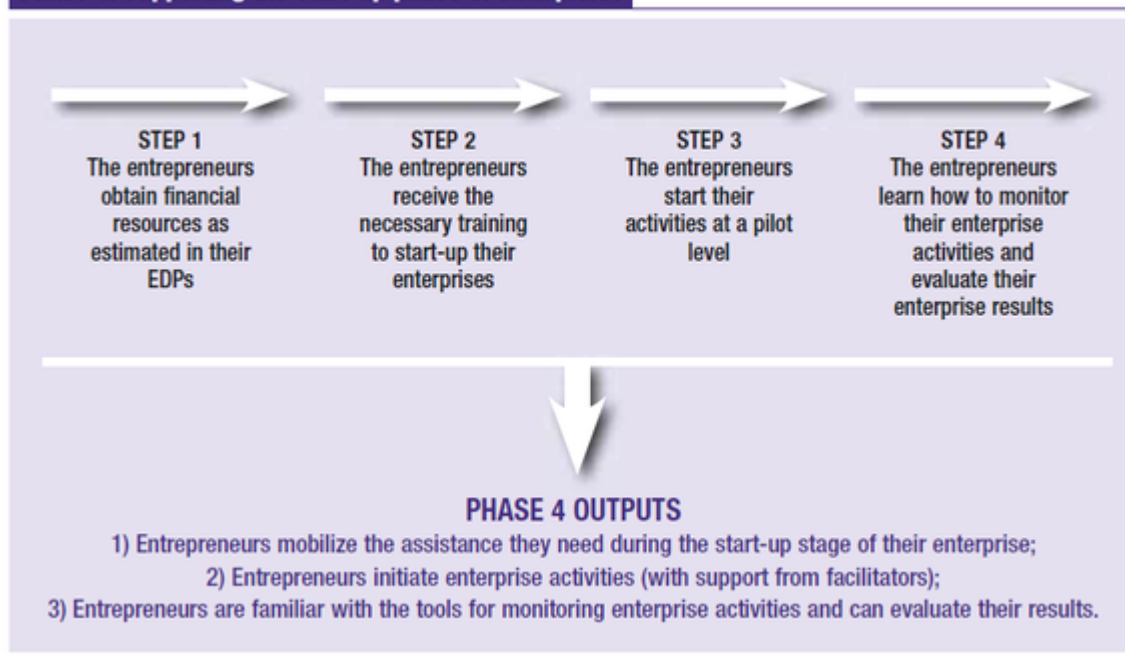 STEP 1
The entrepreneurs
obtain financial
resources as
estimated in their
EDPs
STEP 2
The entrepreneurs
receive the
necessary training
to start-up their
enterprises
STEP 3
The entrepreneurs
start their
activities at a pilot
level
STEP 4
The entrepreneurs
learn how to monitor
their enterprise
activities and
evaluate their
enterprise results
PHASE 4 OUTPUTS
1) Entrepreneurs mobilize the assistance they need during the start-up stage of their enterprise;
2) Entrepreneurs initiate enterprise activities (with support from facilitators);
3) Entrepreneurs are familiar with the tools for monitoring enterprise activities and can evaluate their results.